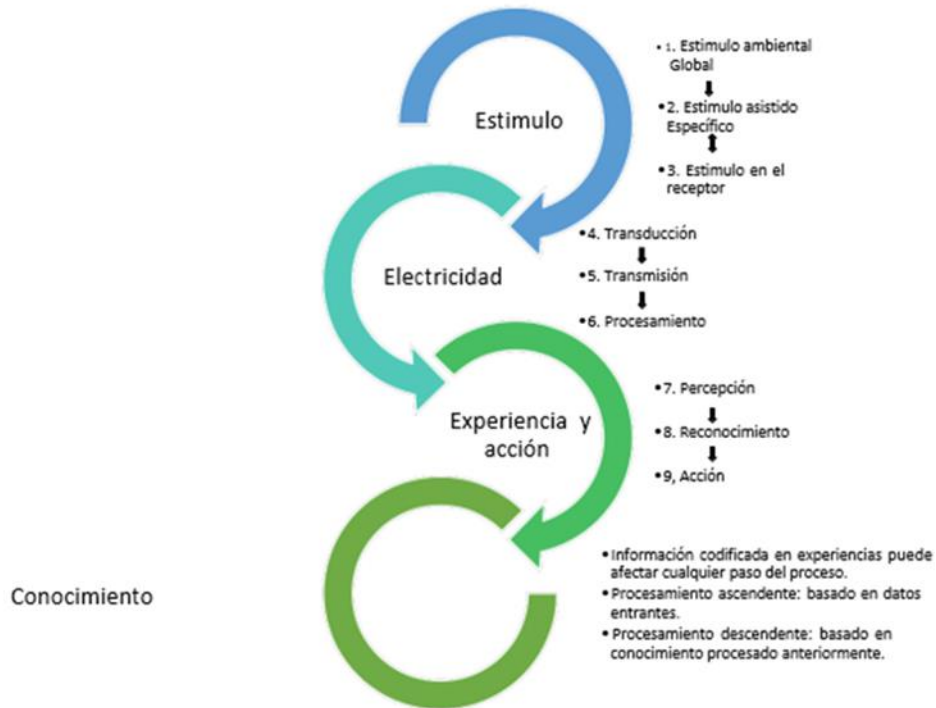 Estimulo
• 1. Estimulo ambiental
Global
• 2. Estimulo asistido
Específico
• 3. Estimulo en el
receptor
Electricidad
• 4. Transducción
• 5. Transmisión
• 6. Procesamiento
Experiencia y
acción
• 7. Percepción
• 8. Reconocimiento
• 9, Acción
Conocimiento
• Información codificada en experiencias puede
afectar cualquier paso del proceso.
• Procesamiento ascendente: basado en datos
entrantes.
• Procesamiento descendente: basado en
conocimiento procesado anteriormente.